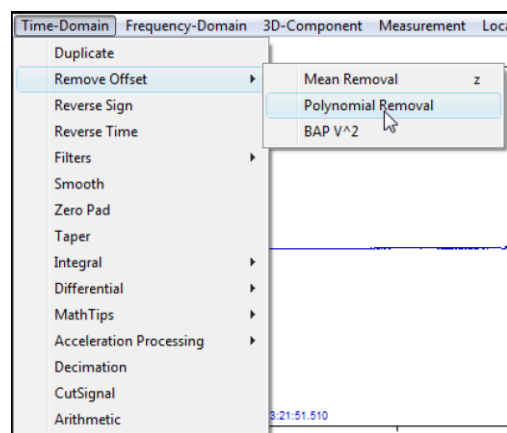 Time-Domain Frequency-Domain 3D-Component Measurement Loca
Duplicate
Remove Offset
Mean Removal z
Polynomial Removal
BAP V^2
Reverse Sign
Reverse Time
Filters
Smooth
Zero Pad
Taper
Integral
Differential
MathTips
Acceleration Processing
Decimation
CutSignal
Arithmetic
3:21:51.510